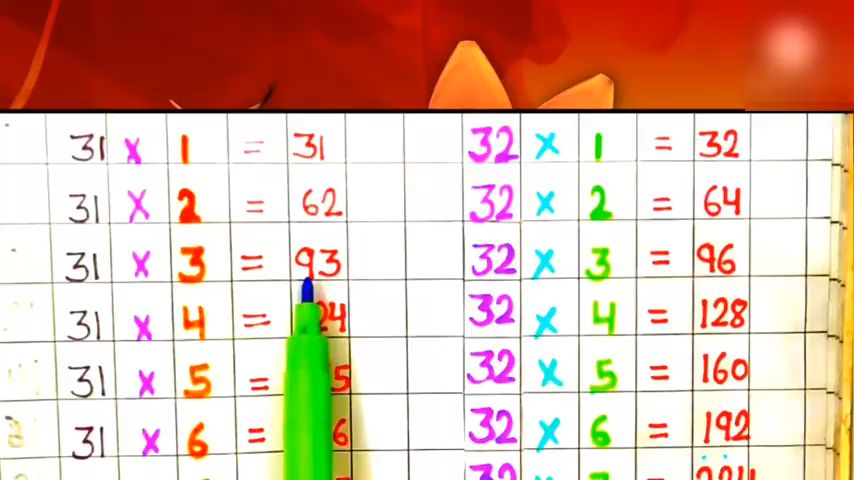 31 x 1 = 31 32 x 1 = 32
31 x 2 = 62 32 x 2 = 64
31 x 3 = 93 32 x 3 = 96
31 x 4 = 32 x 4 = 128
31 x 5 = 32 x 5 = 160
31 x 6 = 32 x 6 = 192